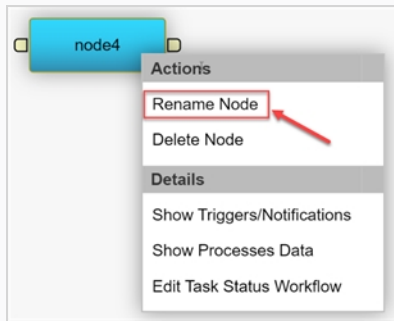 node4
Actions
Rename Node
Delete Node
Details
Show Triggers/Notifications
Show Processes Data
Edit Task Status Workflow